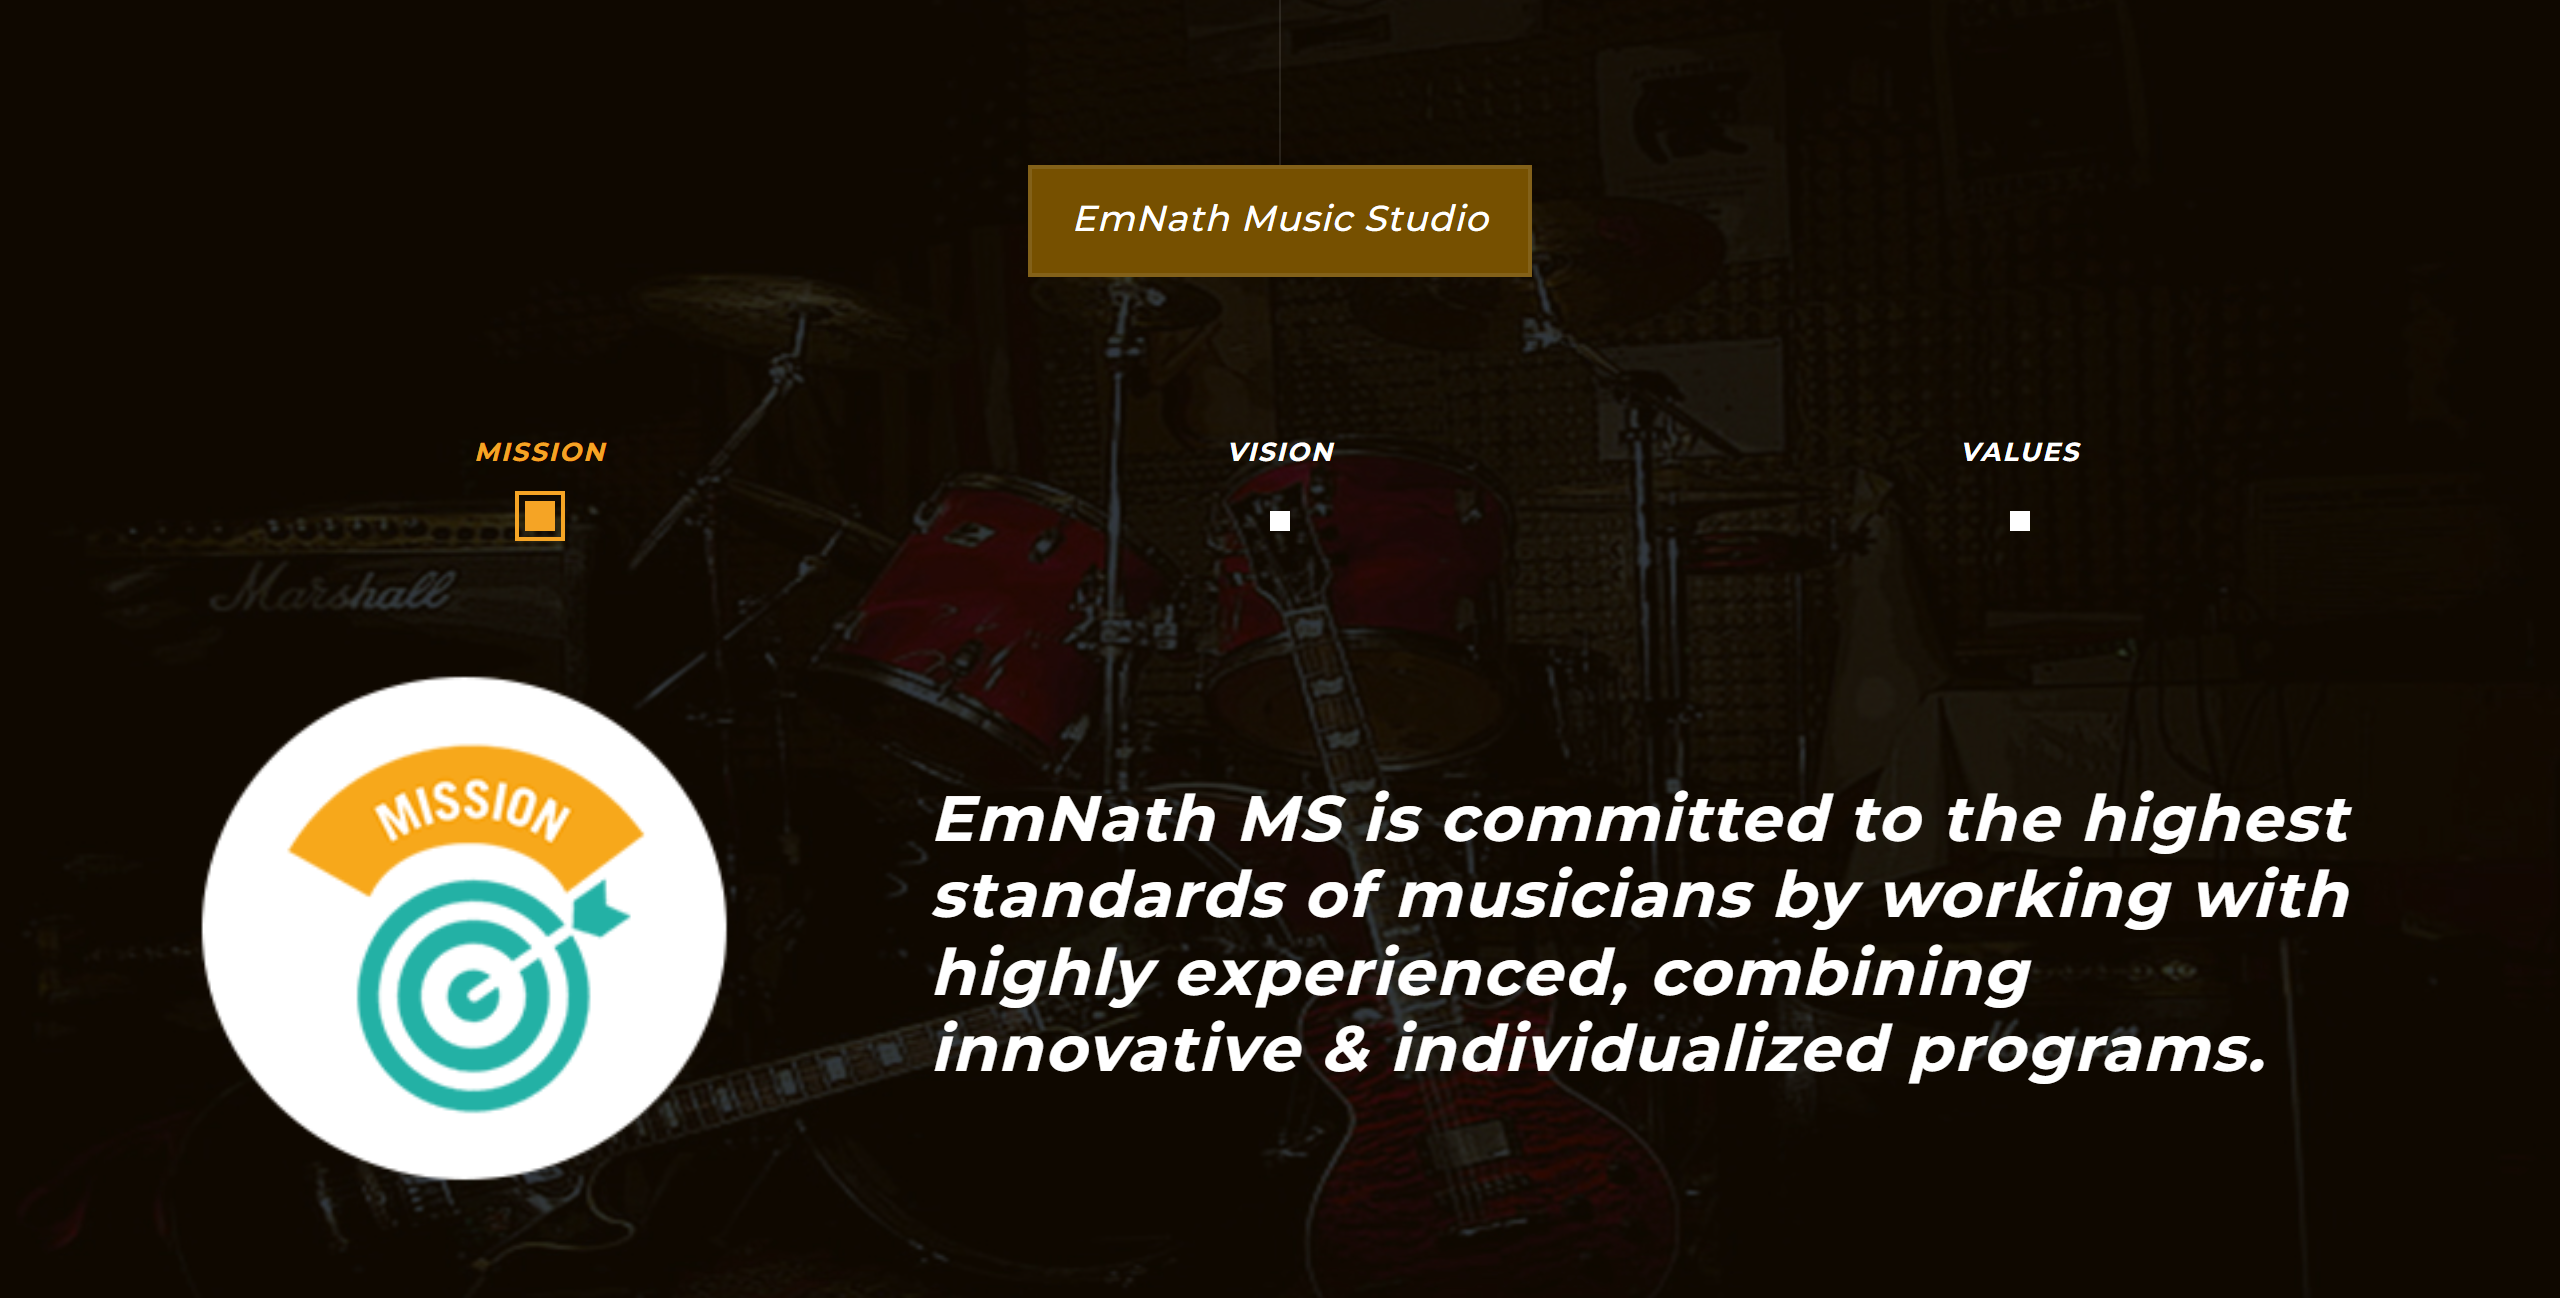 EmNath Music Studio
MISSION
VISION
VALUES
Marshall
MISSION
EmNath MS is committed to the highest
standards of musicians by working with
highly experienced, combining
innovative & individualized programs.